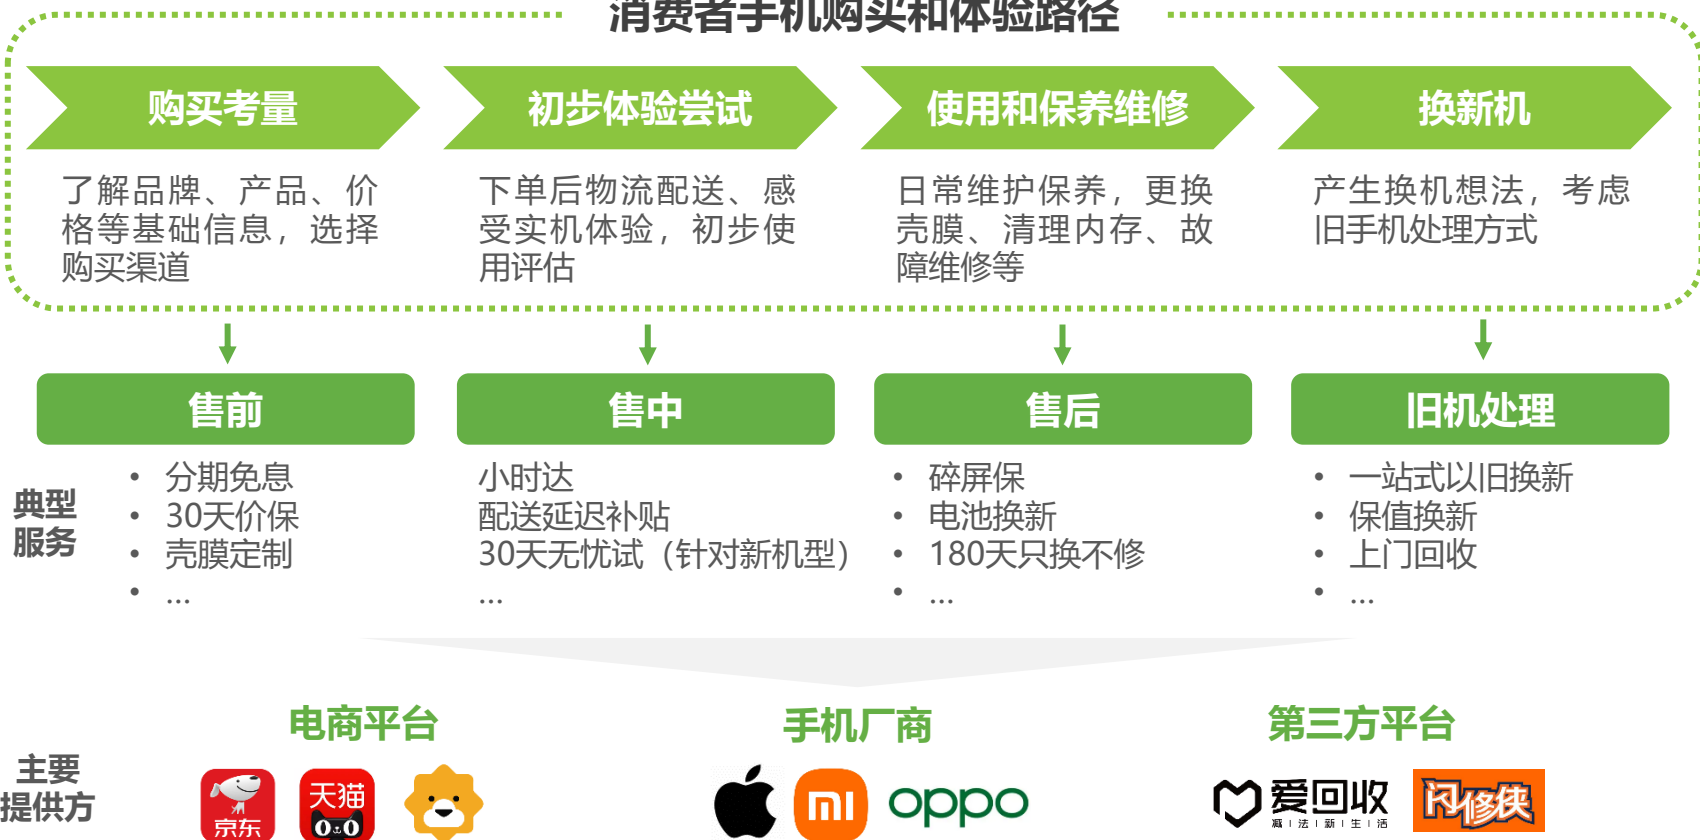 消费者手机购买和体验路径
购买考量
初步体验尝试
使用和保养维修
换新机
了解品牌、产品、价
格等基础信息，选择
购买渠道
下单后物流配送、感
受实机体验，初步使
用评估
日常维护保养，更换
壳膜、清理内存、故
障维修等
产生换机想法，考虑
旧手机处理方式
售前
售中
售后
旧机处理
典型
服务
• 分期免息
• 30天价保
• 壳膜定制
• ...
小时达
配送延迟补贴
30天无忧试（针对新机型）
...
• 碎屏保
• 电池换新
• 180天只换不修
• ...
• 一站式以旧换新
• 保值换新
• 上门回收
• ...
电商平台
手机厂商
第三方平台
主要
提供方
京东
天猫
mi
oppo
爱回收
减 | 法 | 新 | 生 | 活
闪修侠